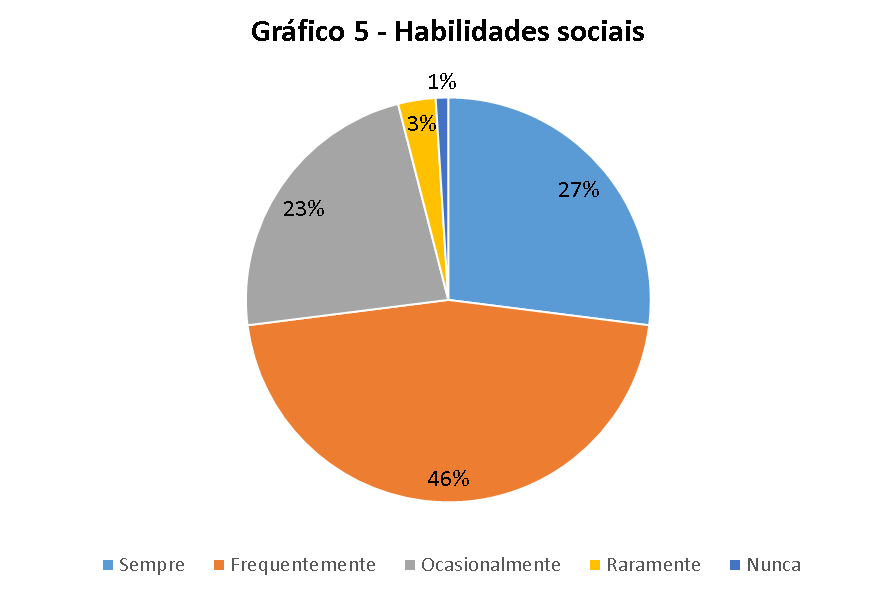 Gráfico 5 - Habilidades sociais
1%
3%
27%
23%
46%
Sempre Frequentemente Ocasionalmente Raramente Nunca